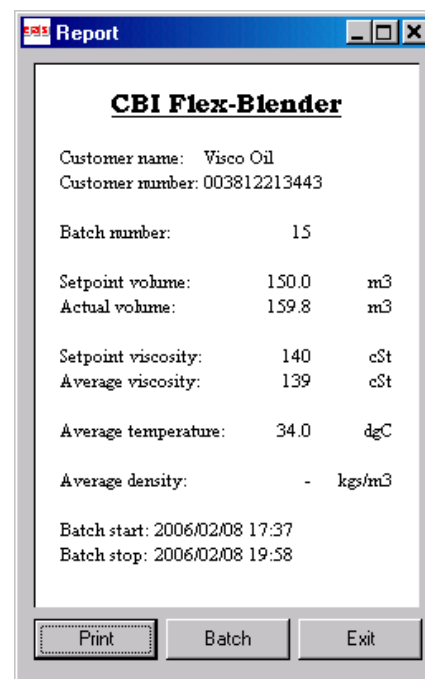 Report
CBI Flex-Blender
Customer name: Visco Oil
Customer number: 003812213443
Batch number: 15
Setpoint volume: 150.0 m3
Actual volume: 159.8 m3
Setpoint viscosity: 140 cSt
Average viscosity: 139 cSt
Average temperature: 34.0 dgC
Average density: - kgs/m3
Batch start: 2006/02/08 17:37
Batch stop: 2006/02/08 19:58
Print Batch Exit